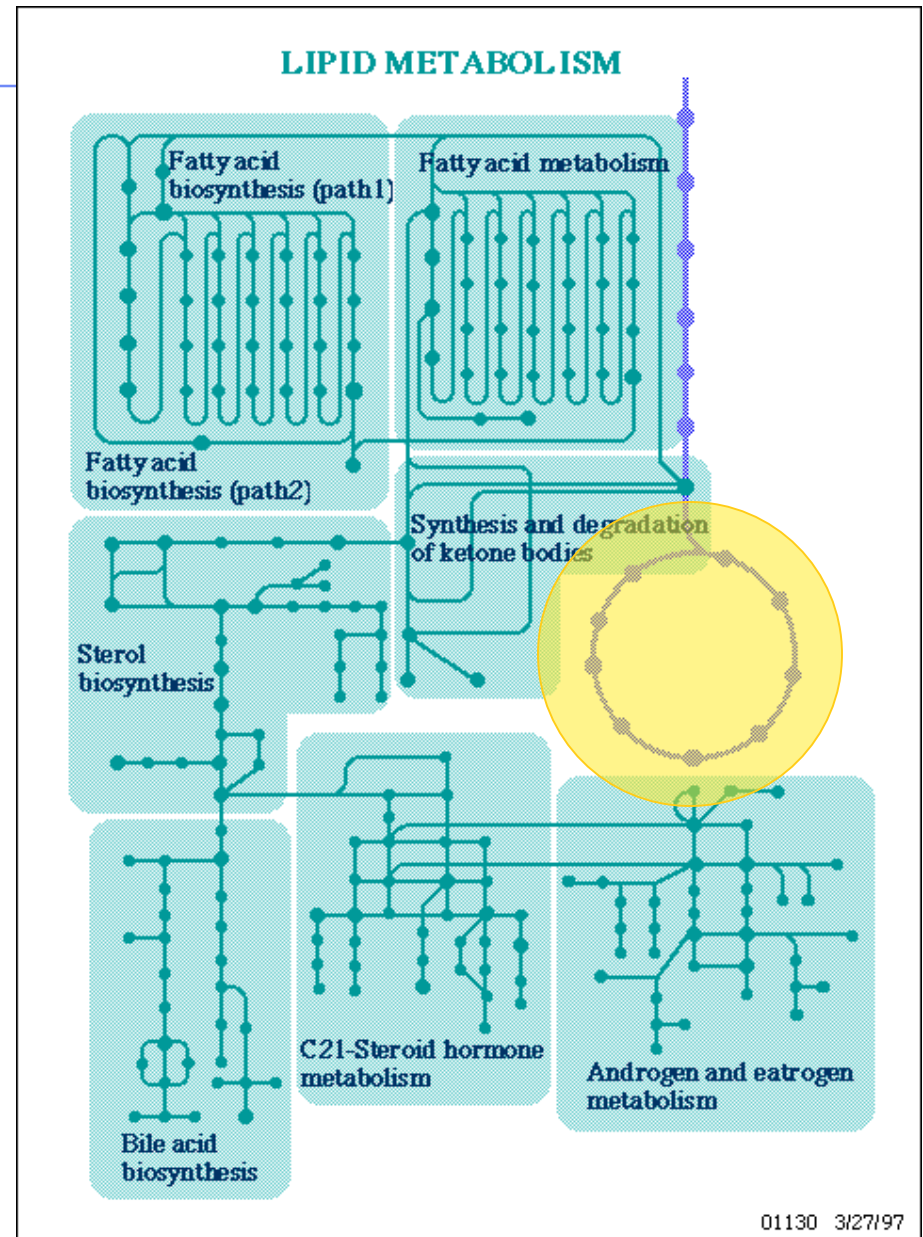 LIPID METABOLISM
Fatty acid
biosynthesis (path1)
Fatty acid metabolism
Fatty acid
biosynthesis (path2)
Synthesis and degradation
of ketone bodies
Sterol
biosynthesis
C21-Steroid hormone
metabolism
Androgen and eatrogen
metabolism
Bile acid
biosynthesis
01130 3/27/97